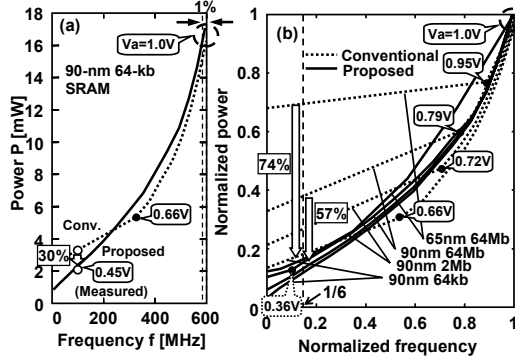 (a)
1%
Va=1.0V
90-nm 64-kb
SRAM
Power P [mW]
18
16
14
12
10
8
6
4
2
0
0.66V
Conv.
30%
Proposed
0.45V
(Measured)
0 200 400 600
Frequency f [MHz]
(b)
Va=1.0V
Conventional
Proposed
0.95V
Normalized power
1
0.8
0.6
0.4
0.2
0
0.79V
74%
0.72V
57%
0.66V
65nm 64Mb
90nm 64Mb
90nm 2Mb
90nm 64kb
0.36V
1/6
0 0.2 0.4 0.6 0.8 1
Normalized frequency